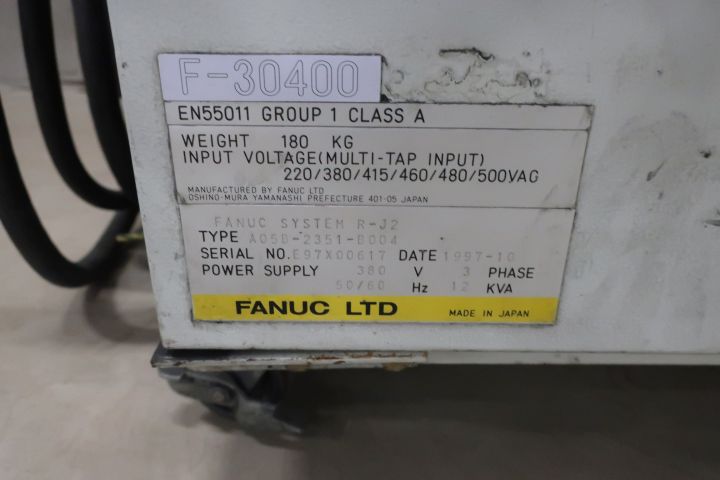 F-30400
EN55011 GROUP 1 CLASS A
WEIGHT 180 KG
INPUT VOLTAGE(MULTI-TAP INPUT)
220/380/415/460/480/500VAG
MANUFACTURED BY FANUC LTD
OSHINO-MURA YAMANASHI PREFECTURE 401-05 JAPAN
FANUC SYSTEM R-J2
TYPE A05B-2351-B004
SERIAL NO. E97X00617 DATE 1997-10
POWER SUPPLY 380 V 3 PHASE
50/60 Hz 12 KVA
FANUC LTD MADE IN JAPAN